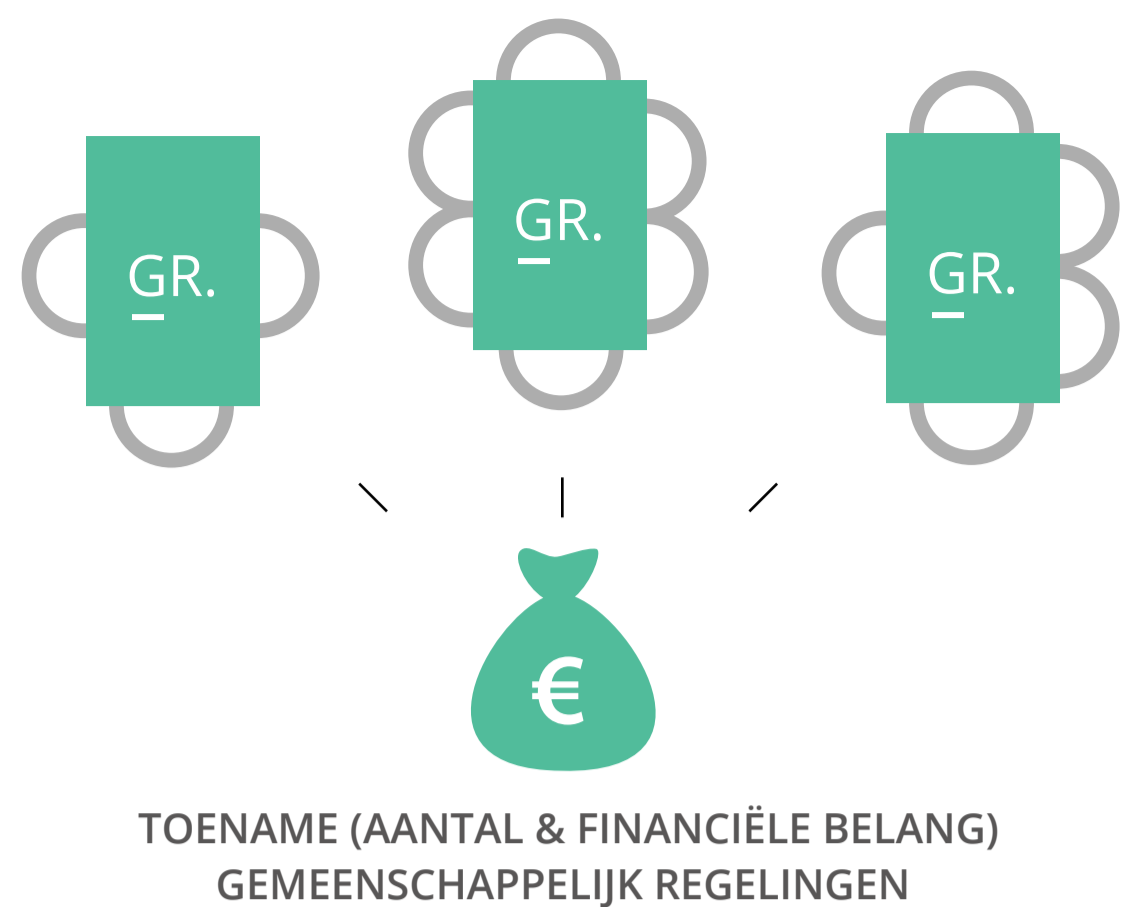 GR.
GR.
GR.
€
TOENAME (AANTAL & FINANCIËLE BELANG)
GEMEENSCHAPPELIJK REGELINGEN